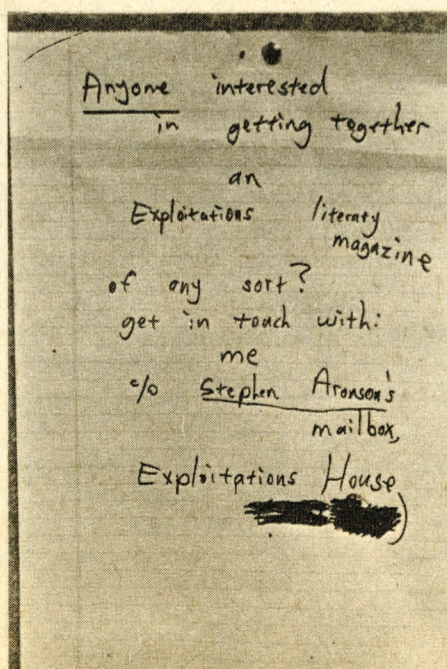 Anyone interested
in getting together
an
Exploitations literary
magazine
of any sort?
get in touch with:
me
c/o Stephen Aronson's
mailbox,
Exploitations House
)